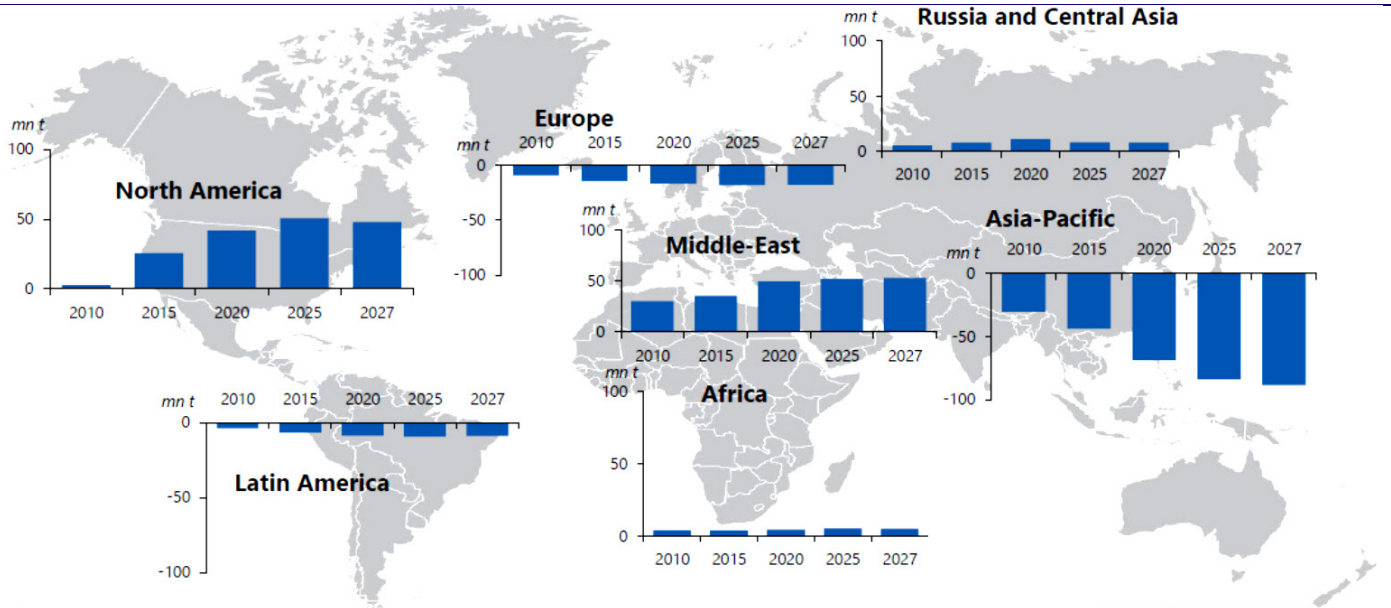 Russia and Central Asia
mn t
100
50
0
2010 2015 2020 2025 2027
Europe
mn t
2010 2015 2020 2025 2027
0
-50
-100
North America
mn t
100
50
0
2010 2015 2020 2025 2027
Middle-East
mn t
100
50
0
2010 2015 2020 2025 2027
Asia-Pacific
mn t
2010 2015 2020 2025 2027
0
-50
-100
Latin America
mn t
2010 2015 2020 2025 2027
0
-50
-100
Africa
mn t
100
50
0
2010 2015 2020 2025 2027